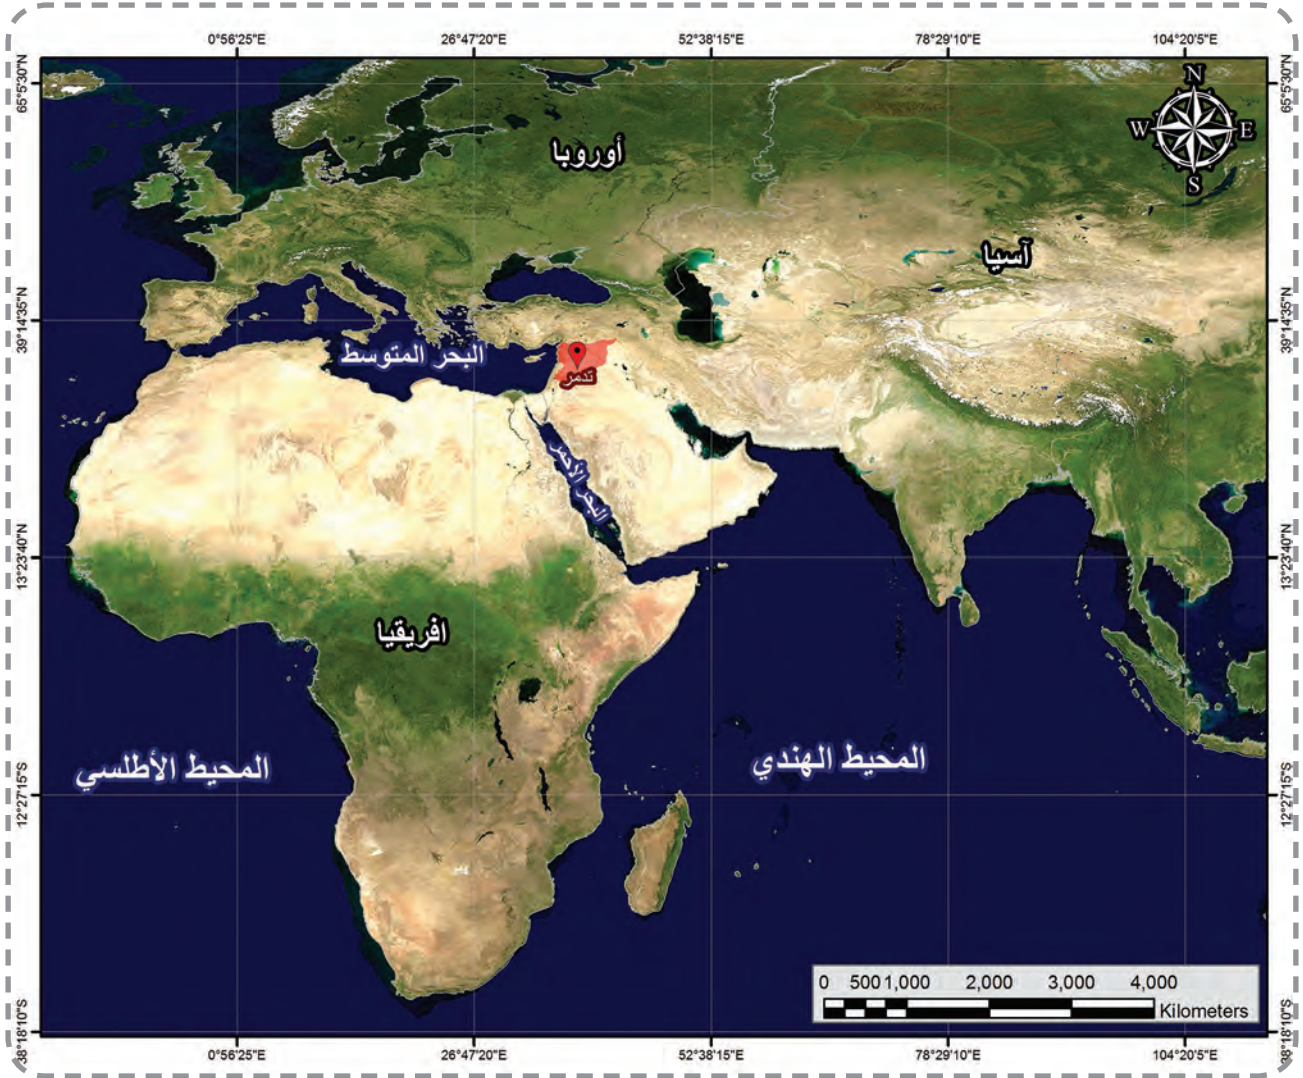 0°56'25"E 26°47'20"E 52°38'15"E 78°29'10"E 104°20'5"E
65°5'30"N 65°5'30"N
N
W E
S
أوروبا
آسيا
39°14'35"N 39°14'35"N
البحر المتوسط
تدمر
البحر الأحمر
13°23'40"N 13°23'40"N
افريقيا
المحيط الهندي
المحيط الأطلسي
12°27'15"S 12°27'15"S
0 500 1,000 2,000 3,000 4,000
Kilometers
38°18'10"S 38°18'10"S
0°56'25"E 26°47'20"E 52°38'15"E 78°29'10"E 104°20'5"E